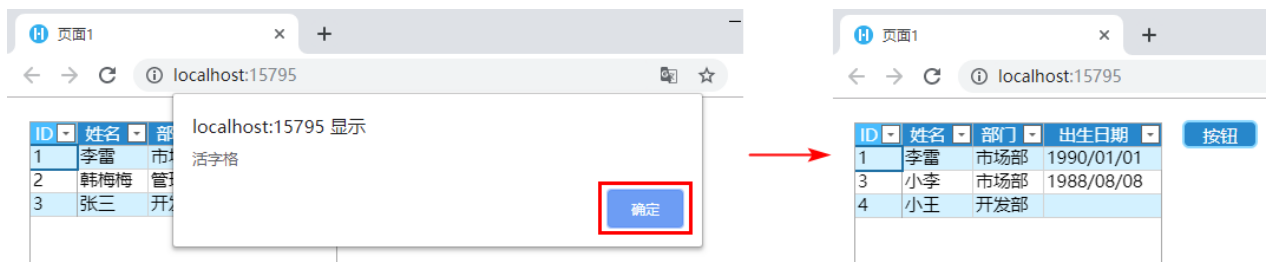 页面1
localhost:15795
localhost:15795 显示
活字格
确定
ID 姓名 部
1 李雷 市
2 韩梅梅 管
3 张三 开
页面1
localhost:15795
ID 姓名 部门 出生日期
1 李雷 市场部 1990/01/01
3 小李 市场部 1988/08/08
4 小王 开发部
按钮